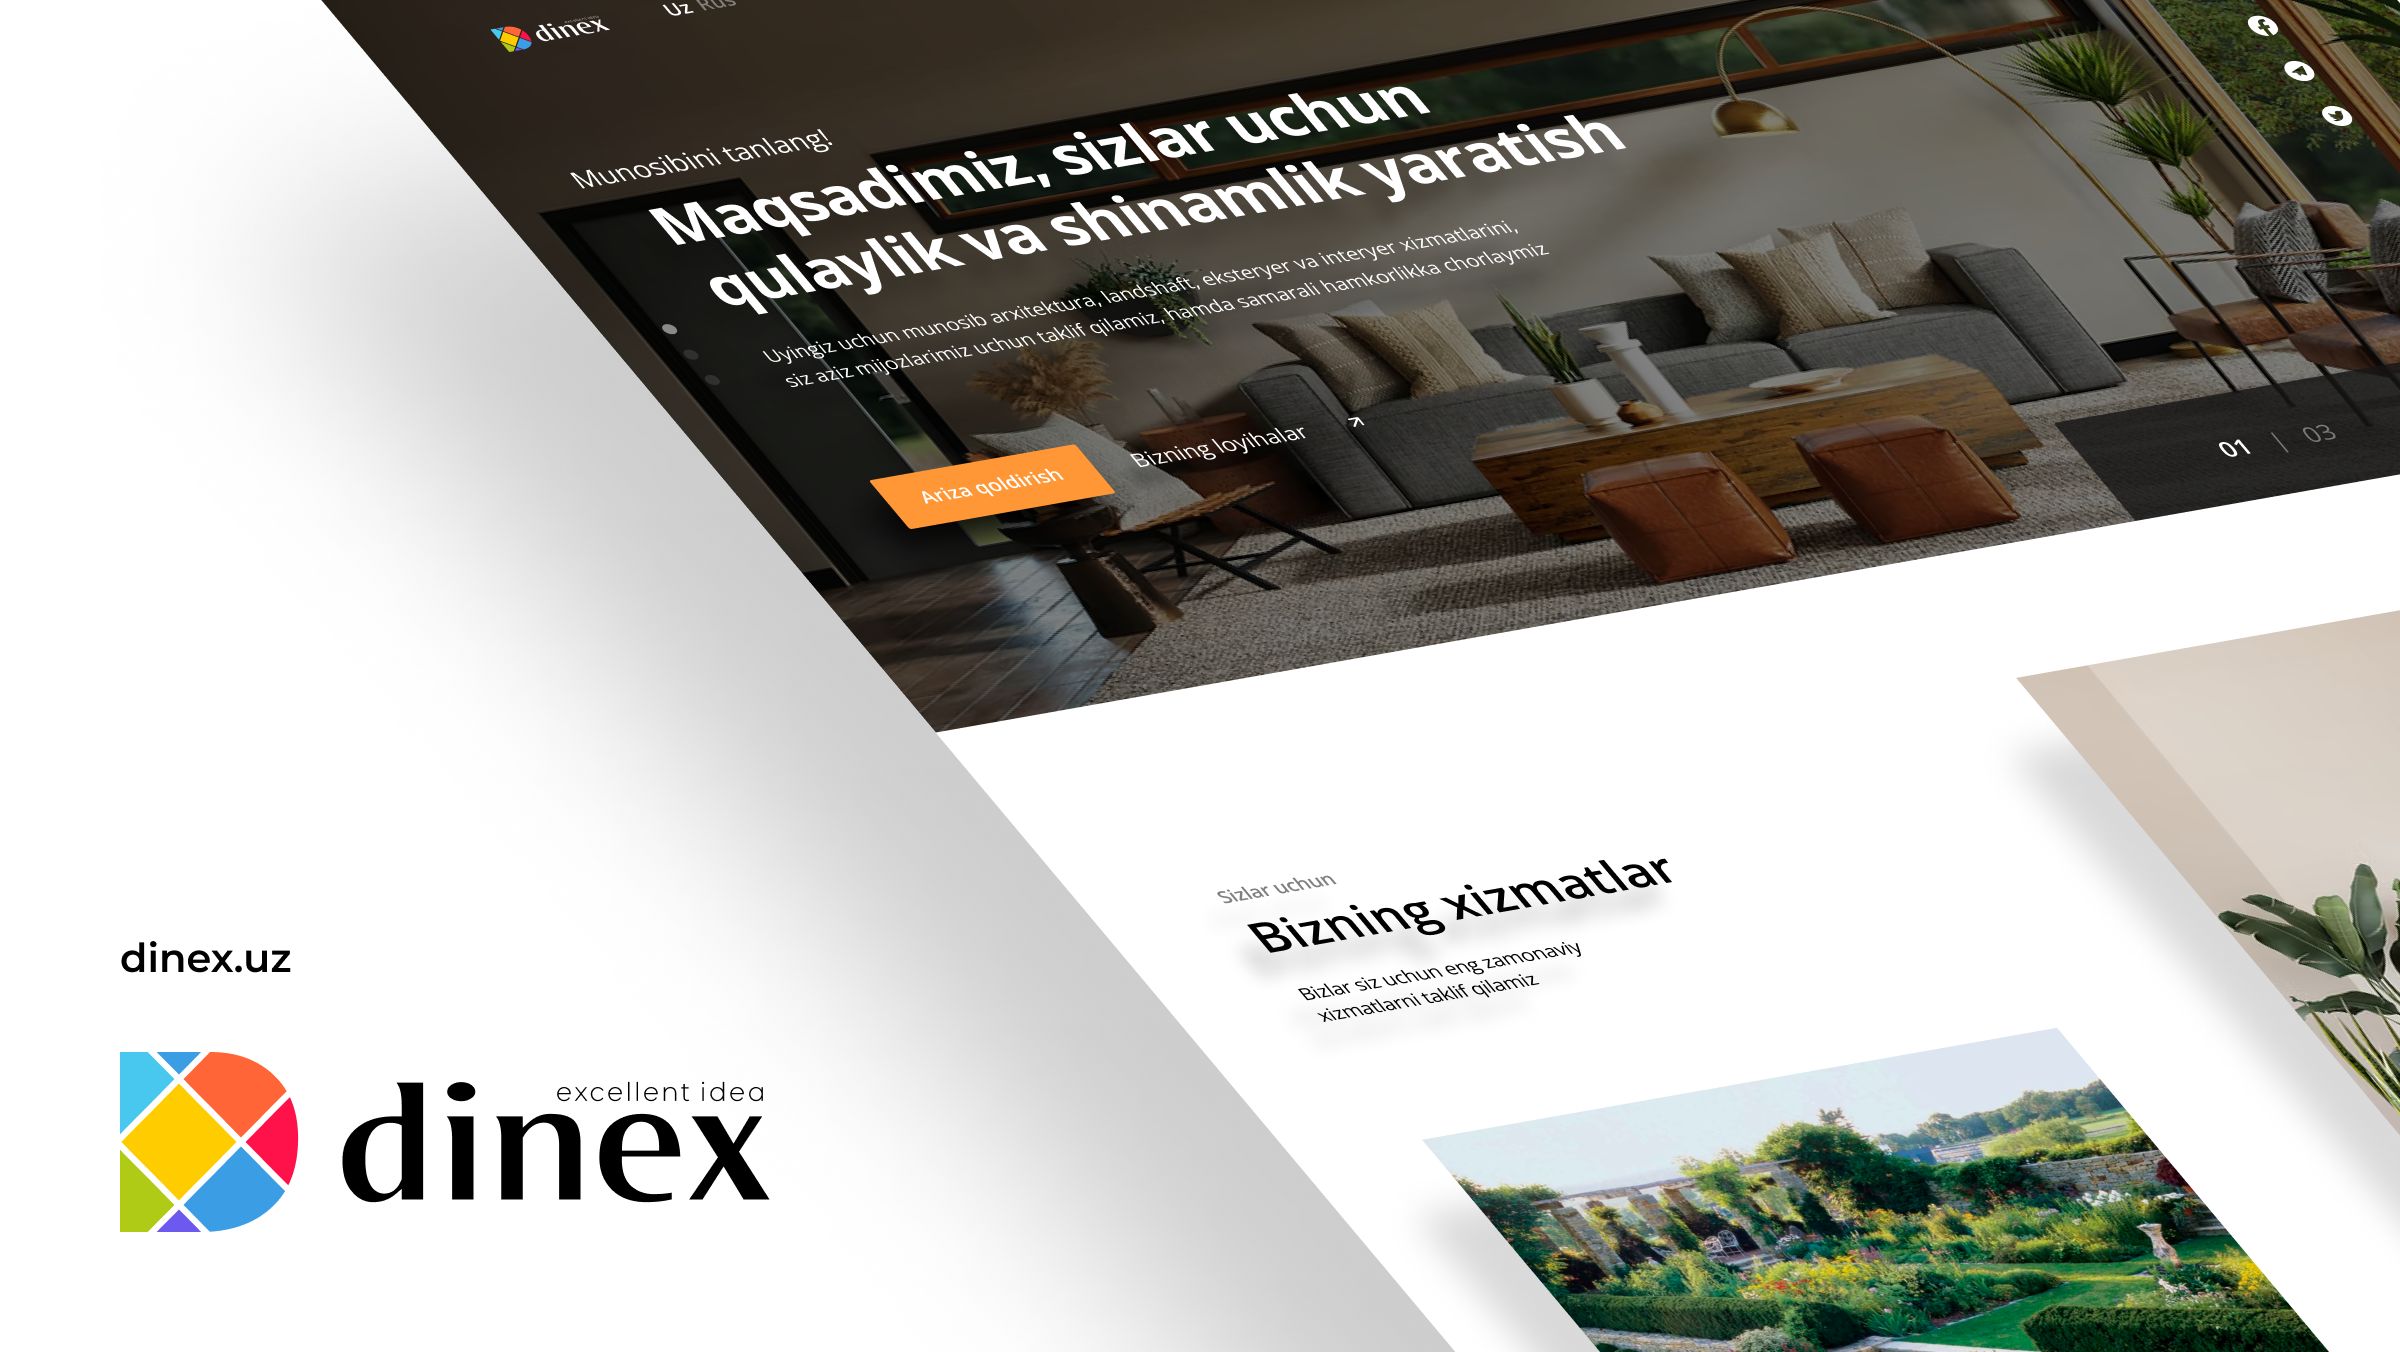 dinex
Uz Rus
Munosibini tanlang!
Maqsadimiz, sizlar uchun
qulaylik va shinamlik yaratish
Uyingiz uchun munosib arxitektura, landshaft, eksteryer va interyer xizmatlarini,
siz aziz mijozlarimiz uchun taklif qilamiz, hamda samarali hamkorlikka chorlaymiz
Ariza qoldirish
Bizning loyihalar
01 | 03
Sizlar uchun
Bizning xizmatlar
Bizlar siz uchun eng zamonaviy
xizmatlarni taklif qilamiz
dinex.uz
excellent idea
dinex